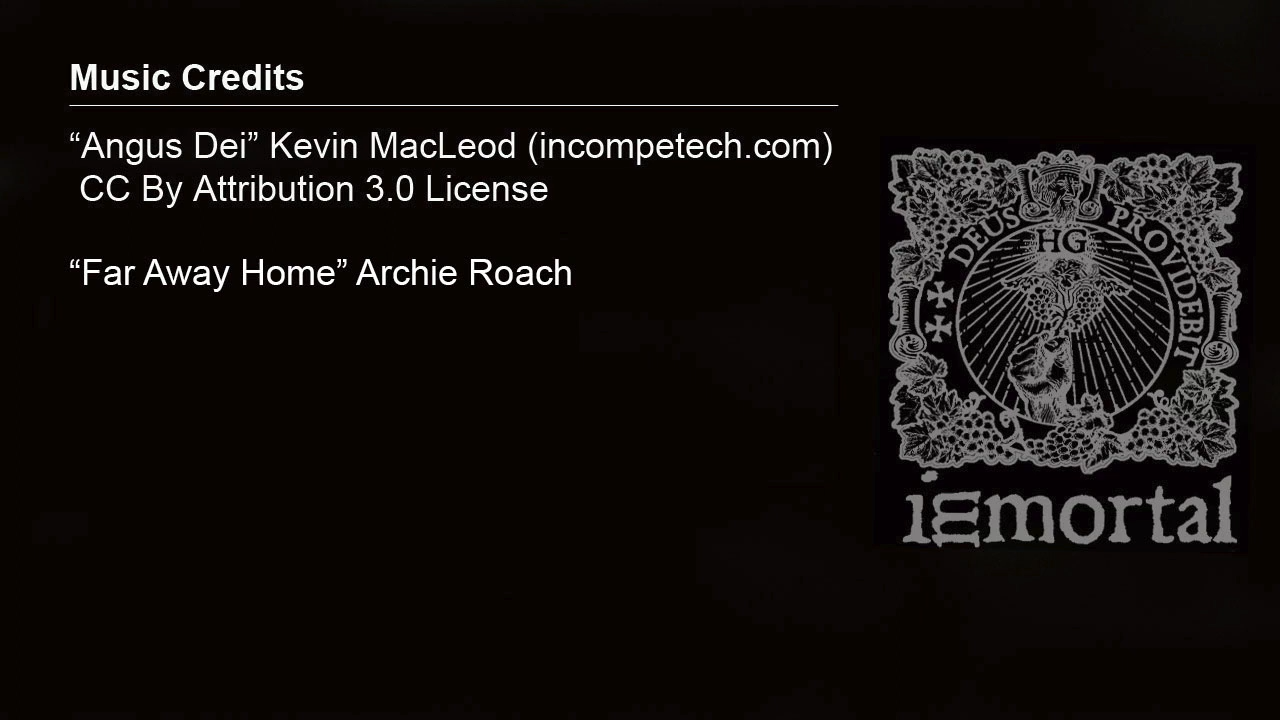 Music Credits
“Angus Dei” Kevin MacLeod (incompetech.com)
CC By Attribution 3.0 License
“Far Away Home” Archie Roach
DEUS PROVIDEBIT
HG
immortal